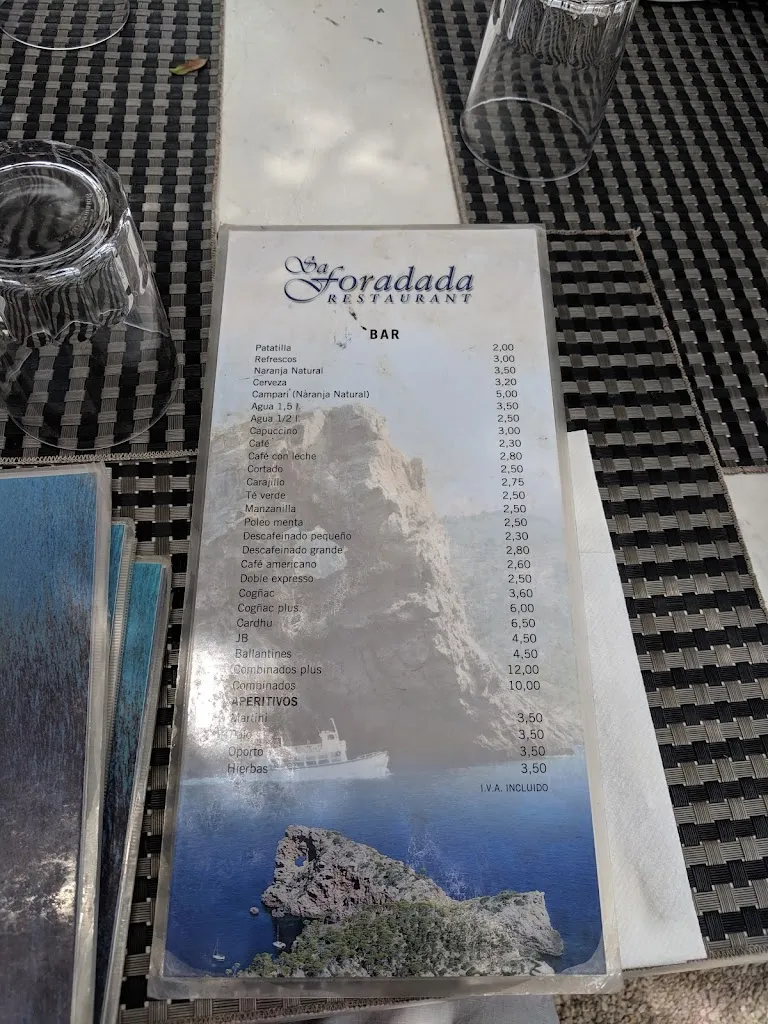 Sa
Foradada
RESTAURANT
BAR
Patatilla 2,00
Refrescos 3,00
Naranja Natural 3,50
Cerveza 3,20
Campari (Naranja Natural) 5,00
Agua 1,5 l 3,50
Agua 1/2 l 2,50
Capuccino 3,00
Café 2,30
Café con leche 2,80
Cortado 2,50
Carajillo 2,75
Té verde 2,50
Manzanilla 2,50
Poleo menta 2,50
Descafeinado pequeño 2,30
Descafeinado grande 2,80
Café americano 2,60
Doble expresso 2,50
Cogñac 3,60
Cogñac plus 6,00
Cardhu 6,50
JB 4,50
Ballantines 4,50
Combinados plus 12,00
Combinados 10,00
APERITIVOS
Martini 3,50
3,50
Oporto 3,50
Hierbas 3,50
I.V.A. INCLUIDO